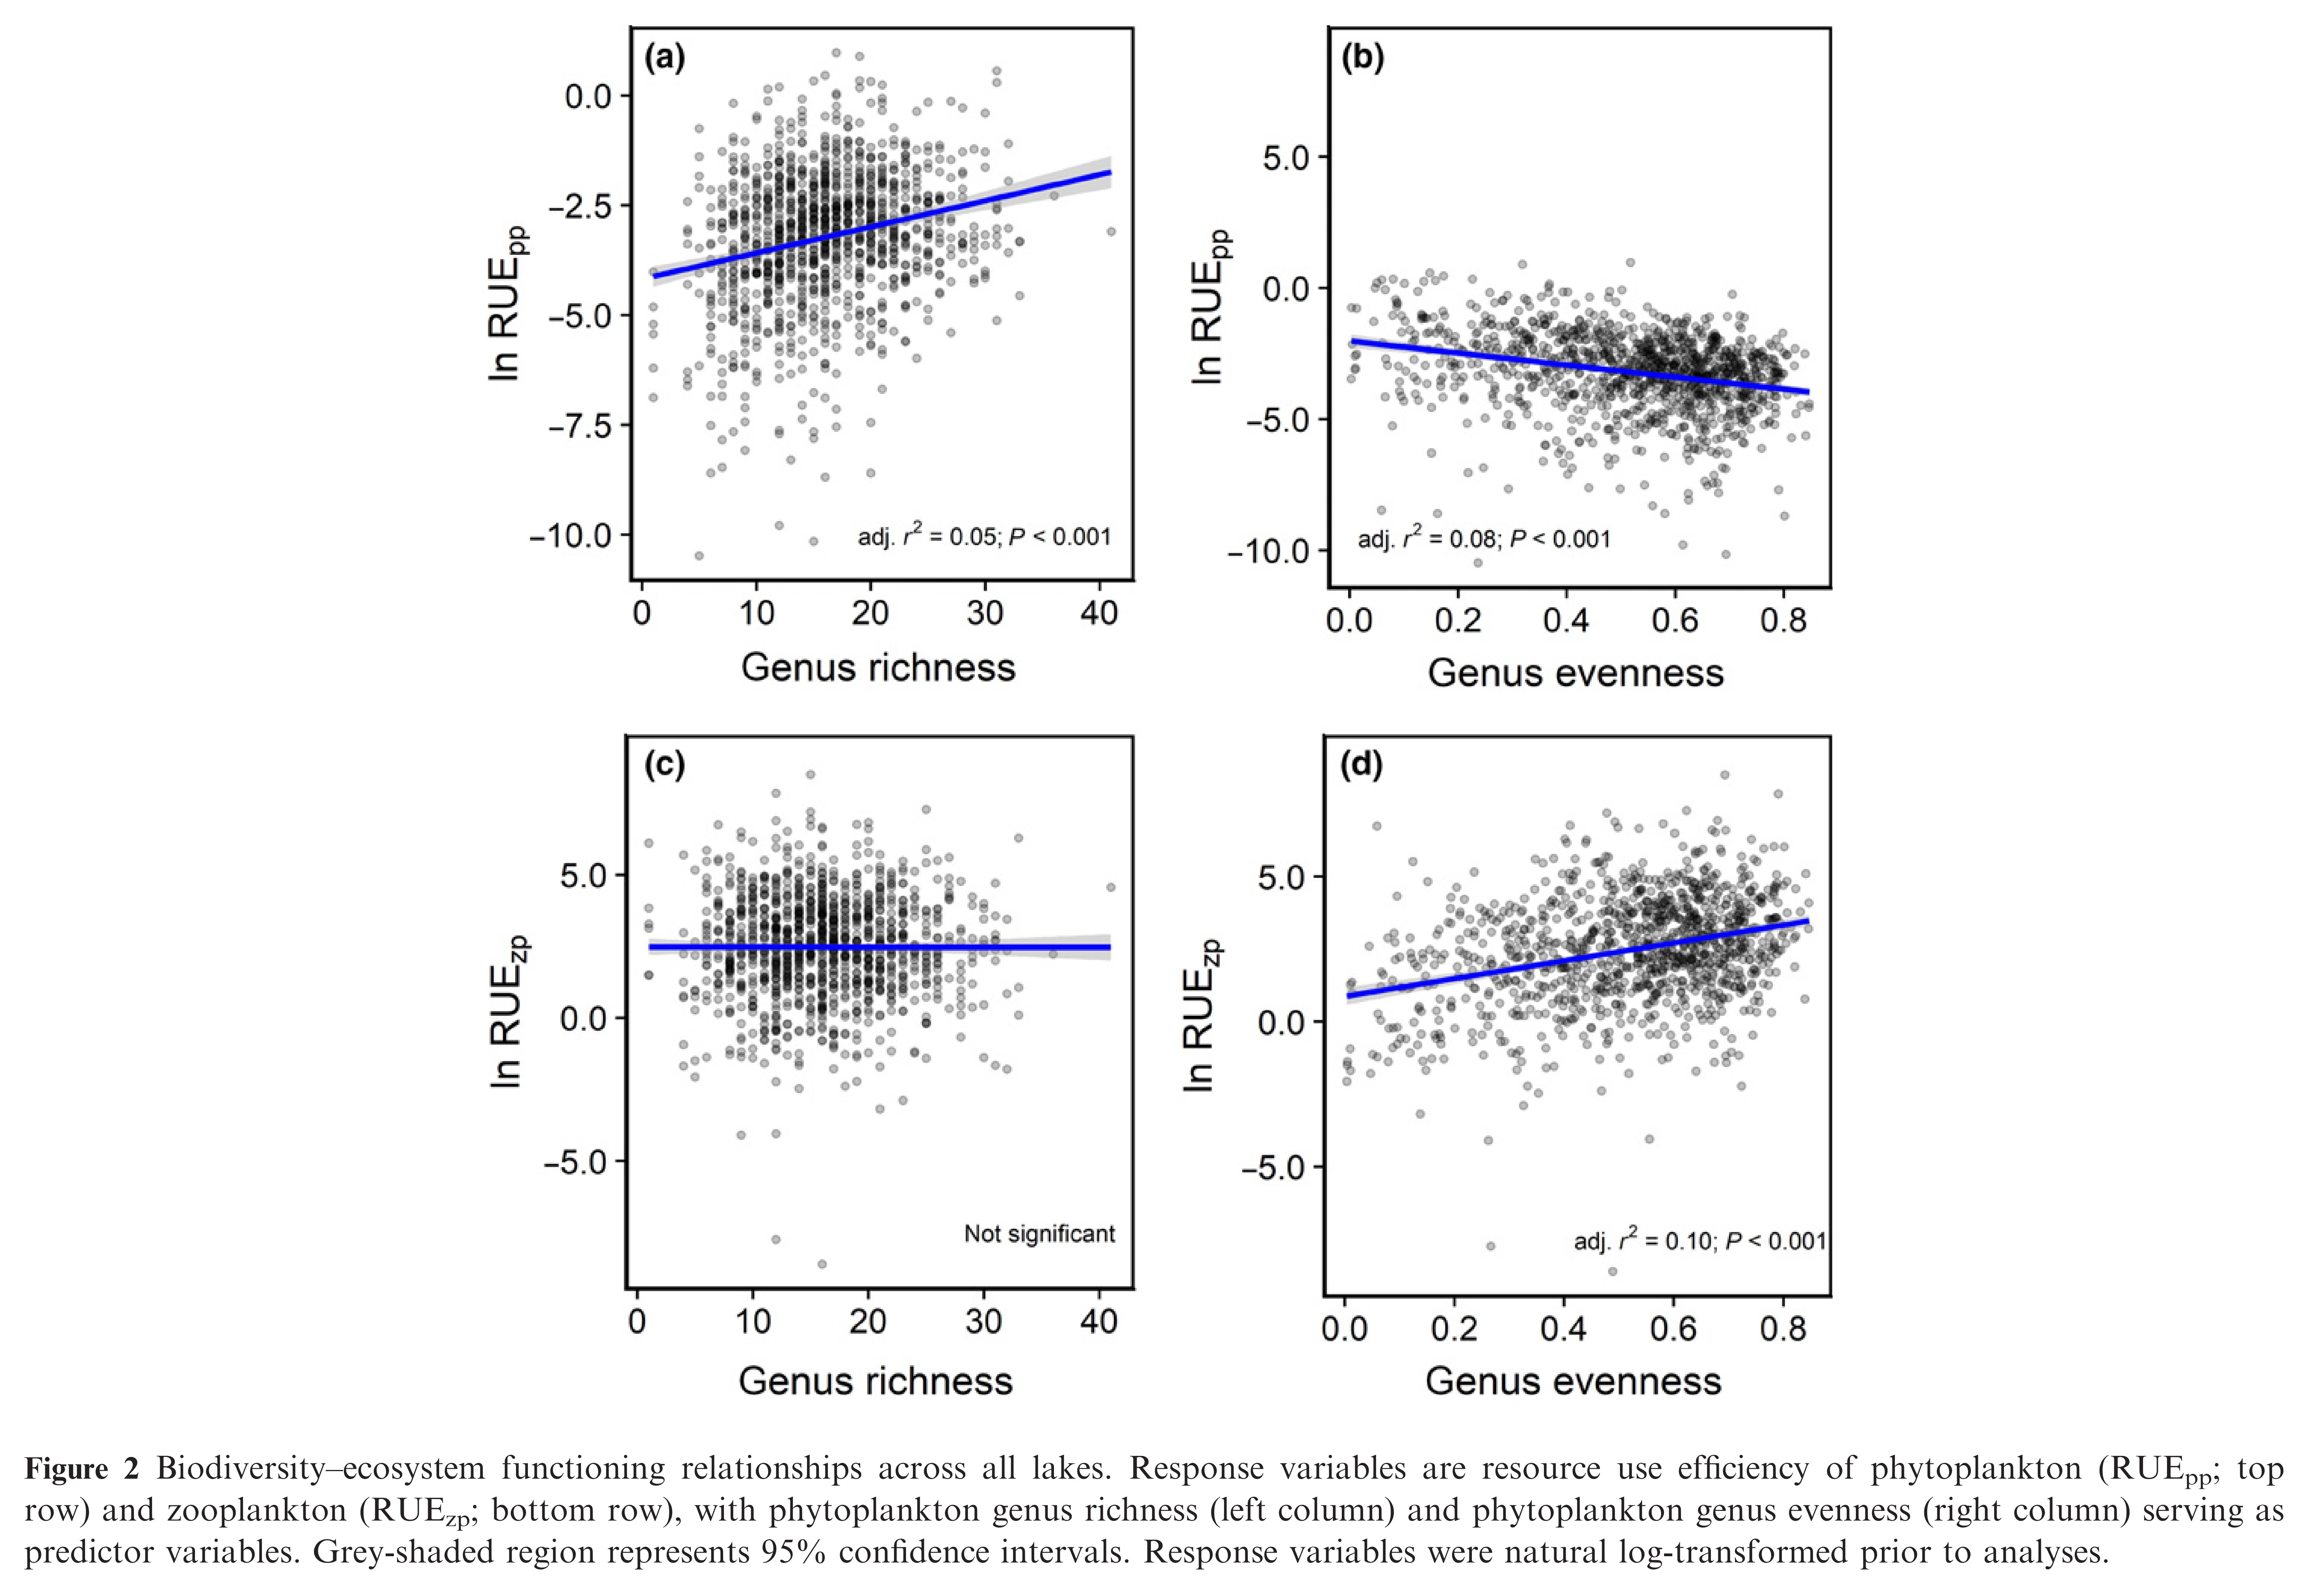 (a)
0.0
−2.5
−5.0
−7.5
−10.0
ln RUEpp
adj. r2 = 0.05; P < 0.001
0 10 20 30 40
Genus richness
(b)
5.0
0.0
−5.0
−10.0
ln RUEpp
adj. r2 = 0.08; P < 0.001
0.0 0.2 0.4 0.6 0.8
Genus evenness
(c)
5.0
0.0
−5.0
ln RUEzp
Not significant
0 10 20 30 40
Genus richness
(d)
5.0
0.0
−5.0
ln RUEzp
adj. r2 = 0.10; P < 0.001
0.0 0.2 0.4 0.6 0.8
Genus evenness
Figure 2 Biodiversity–ecosystem functioning relationships across all lakes. Response variables are resource use efficiency of phytoplankton (RUEpp; top
row) and zooplankton (RUEzp; bottom row), with phytoplankton genus richness (left column) and phytoplankton genus evenness (right column) serving as
predictor variables. Grey-shaded region represents 95% confidence intervals. Response variables were natural log-transformed prior to analyses.